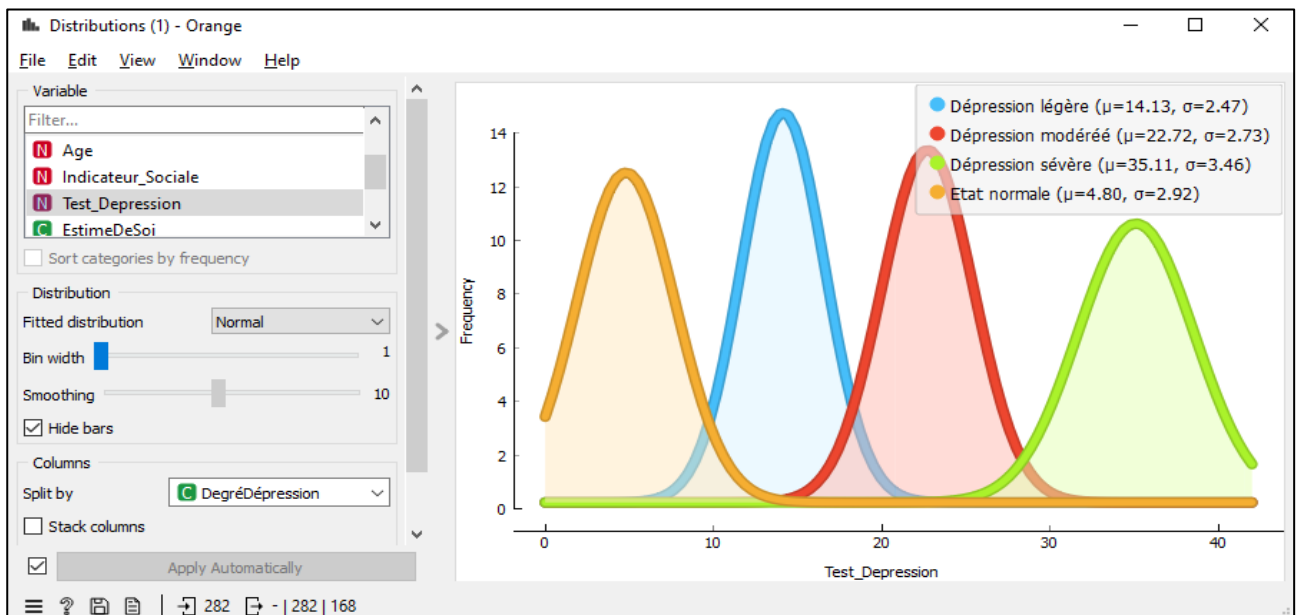 Distributions (1) - Orange
File Edit View Window Help
Variable
Filter...
N Age
N Indicateur_Sociale
N Test_Depression
C EstimeDeSoi
Sort categories by frequency
Distribution
Fitted distribution Normal
Bin width 1
Smoothing 10
Hide bars
Columns
Split by C DegréDépression
Stack columns
Apply Automatically
? 282 - | 282 | 168
Dépression légère (μ=14.13, σ=2.47)
Dépression modéréé (μ=22.72, σ=2.73)
Dépression sévère (μ=35.11, σ=3.46)
Etat normale (μ=4.80, σ=2.92)
Frequency
14
12
10
8
6
4
2
0
0 10 20 30 40
Test_Depression